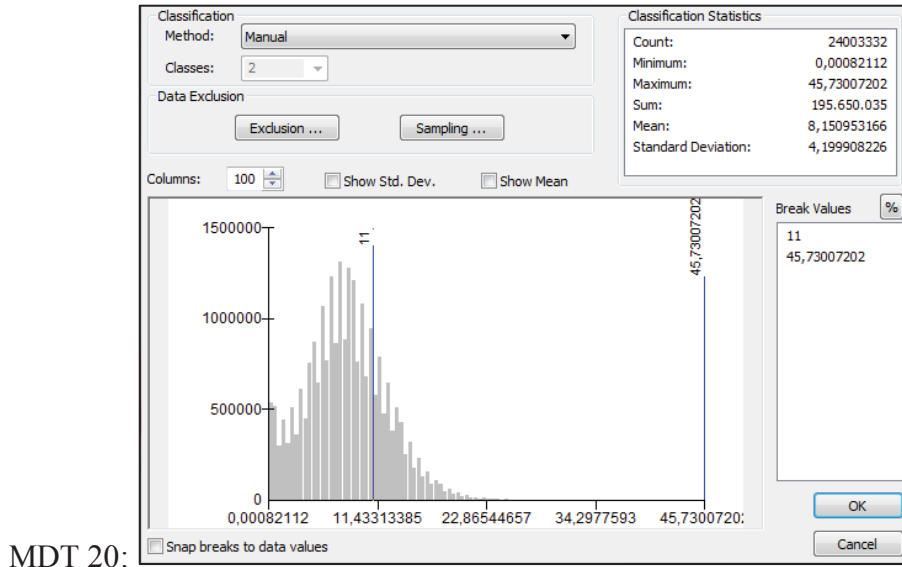 Classification
Method: Manual
Classes: 2
Data Exclusion
Exclusion ...
Sampling ...
Classification Statistics
Count: 24003332
Minimum: 0,00082112
Maximum: 45,73007202
Sum: 195.650.035
Mean: 8,150953166
Standard Deviation: 4,199908226
Columns: 100
Show Std. Dev.
Show Mean
Break Values %
11
45,73007202
1500000
1000000
500000
0
11
45,73007202
0,00082112 11,43313385 22,86544657 34,2977593 45,73007202
Snap breaks to data values
OK
Cancel
MDT 20: